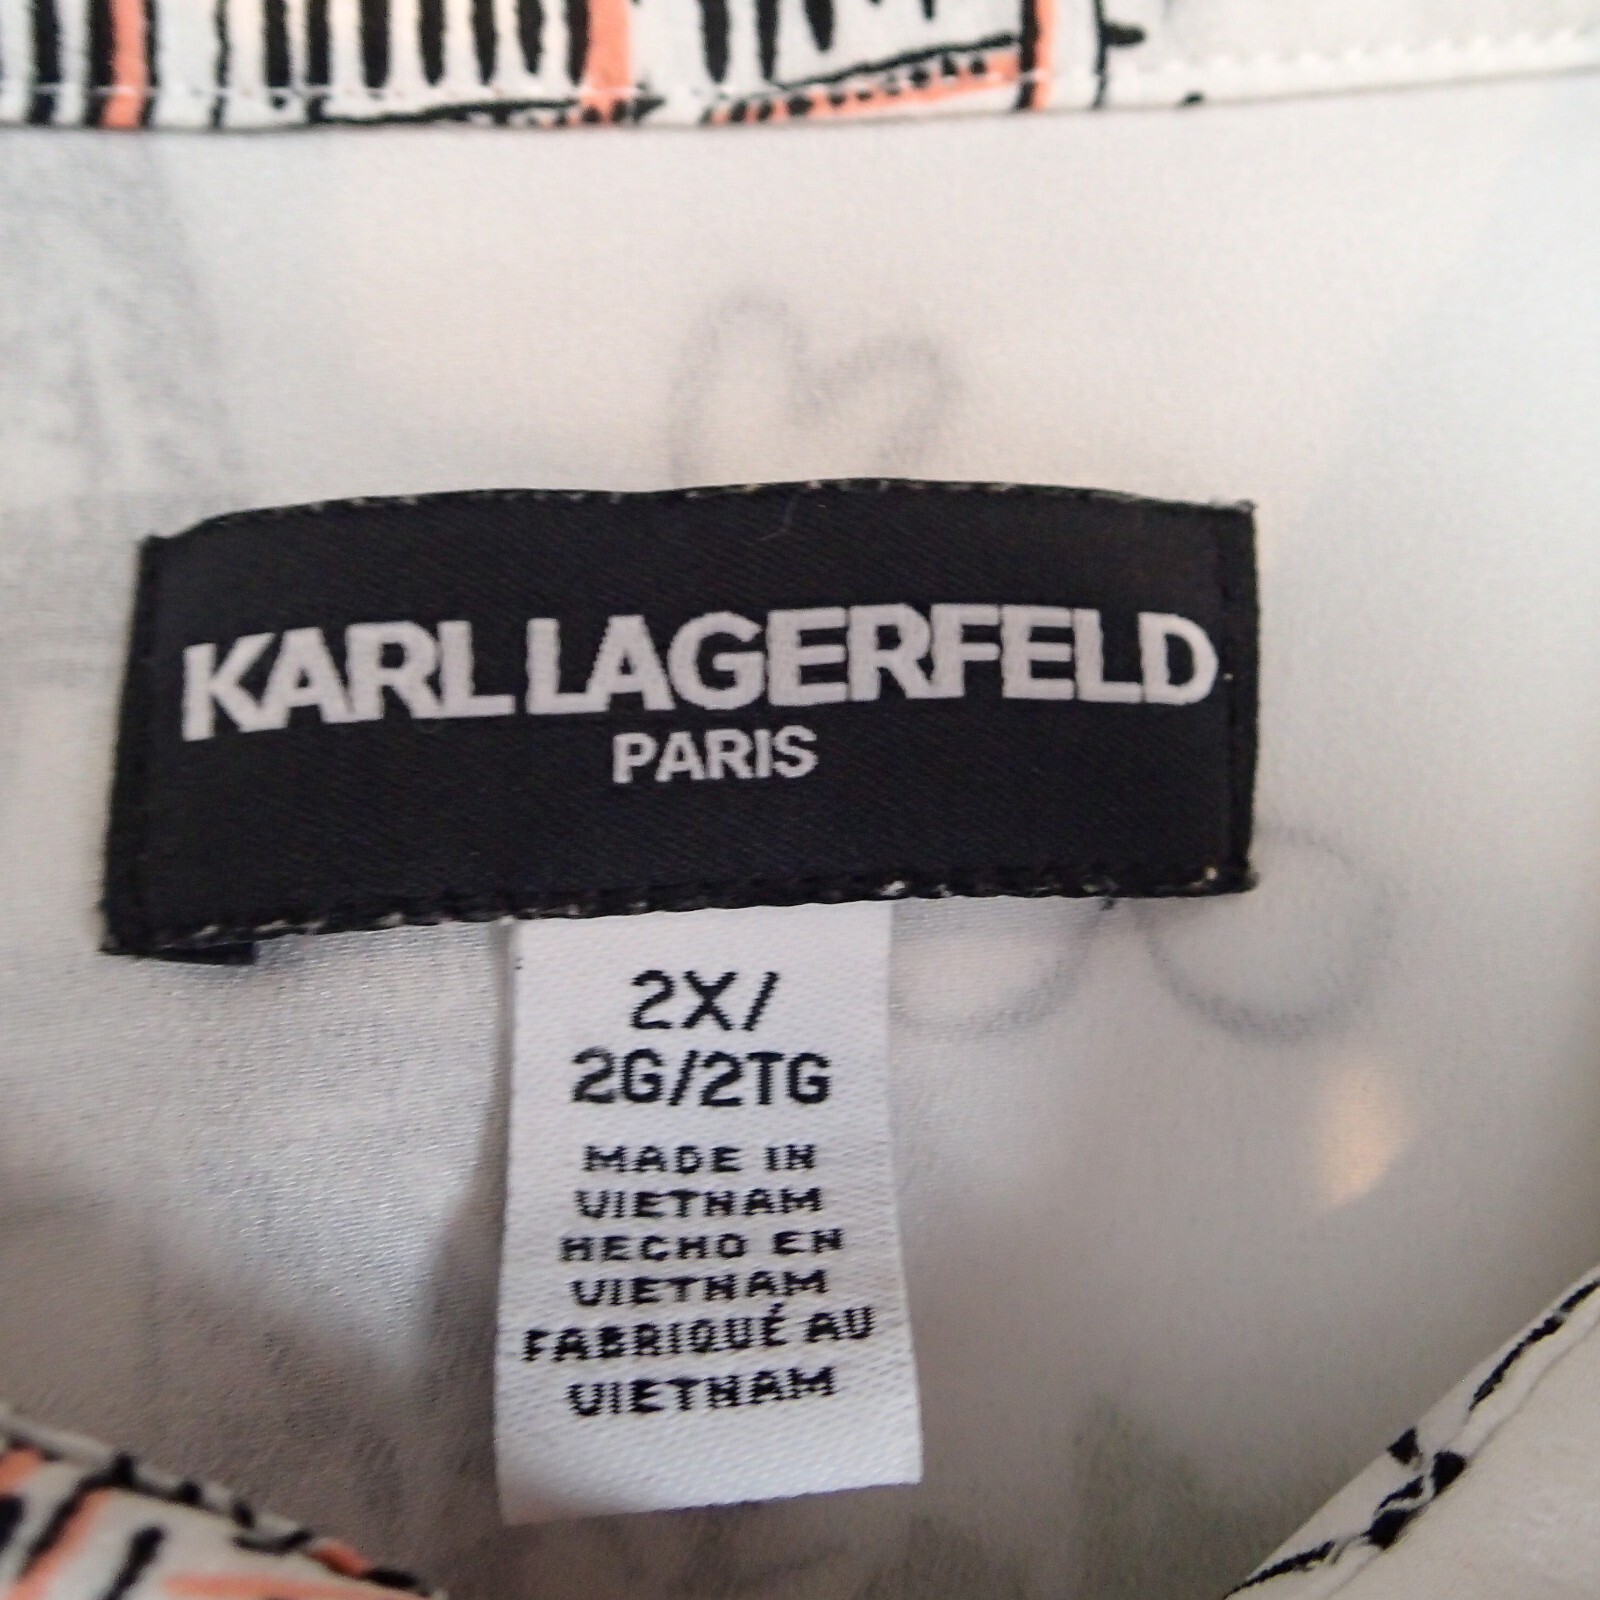 KARL LAGERFELD
PARIS
2X/
2G/2TG
MADE IN
VIETNAM
HECHO EN
VIETNAM
FABRIQUÉ AU
VIETNAM